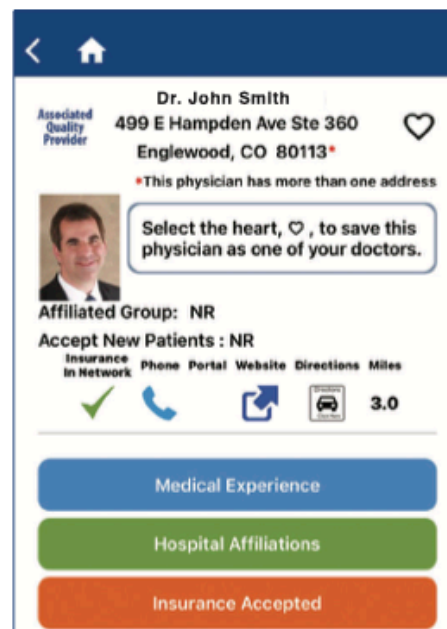 Dr. John Smith
Associated
Quality
Provider
499 E Hampden Ave Ste 360
Englewood, CO 80113*
*This physician has more than one address
Select the heart, ♡, to save this
physician as one of your doctors.
Affiliated Group: NR
Accept New Patients : NR
Insurance
In Network
Phone
Portal
Website
Directions
Miles
Directions
3.0
Medical Experience
Hospital Affiliations
Insurance Accepted